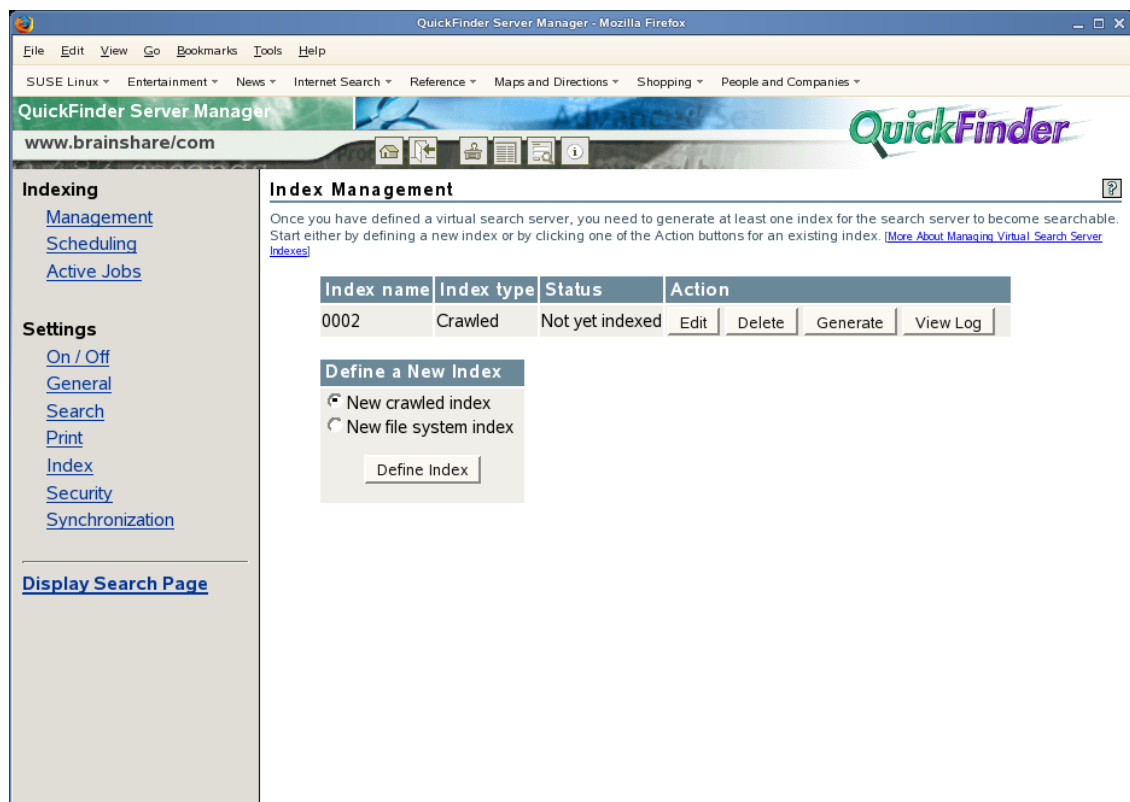 QuickFinder Server Manager - Mozilla Firefox
File Edit View Go Bookmarks Tools Help
SUSE Linux Entertainment News Internet Search Reference Maps and Directions Shopping People and Companies
QuickFinder Server Manager
Advanced Sea
QuickFinder
www.brainshare/com
Indexing
Management
Scheduling
Active Jobs
Settings
On / Off
General
Search
Print
Index
Security
Synchronization
Display Search Page
Index Management
?
Once you have defined a virtual search server, you need to generate at least one index for the search server to become searchable.
Start either by defining a new index or by clicking one of the Action buttons for an existing index. [More About Managing Virtual Search Server
Indexes]
Index name Index type Status Action
0002 Crawled Not yet indexed Edit Delete Generate View Log
Define a New Index
New crawled index
New file system index
Define Index